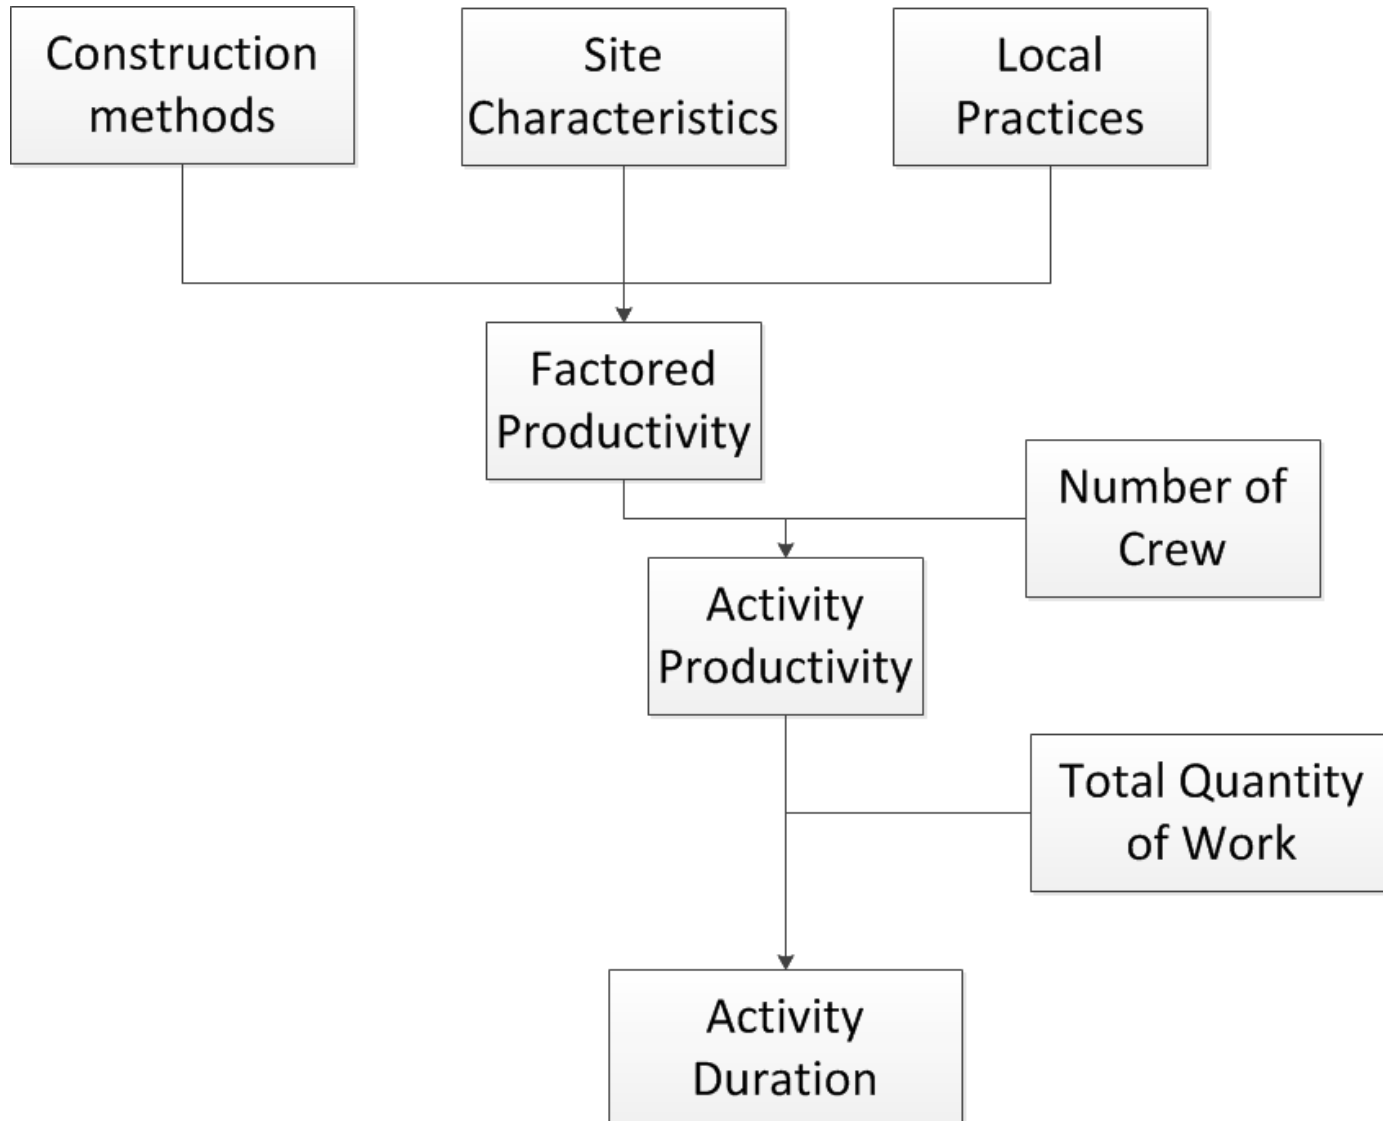 Construction
methods
Site
Characteristics
Local
Practices
Factored
Productivity
Number of
Crew
Activity
Productivity
Total Quantity
of Work
Activity
Duration